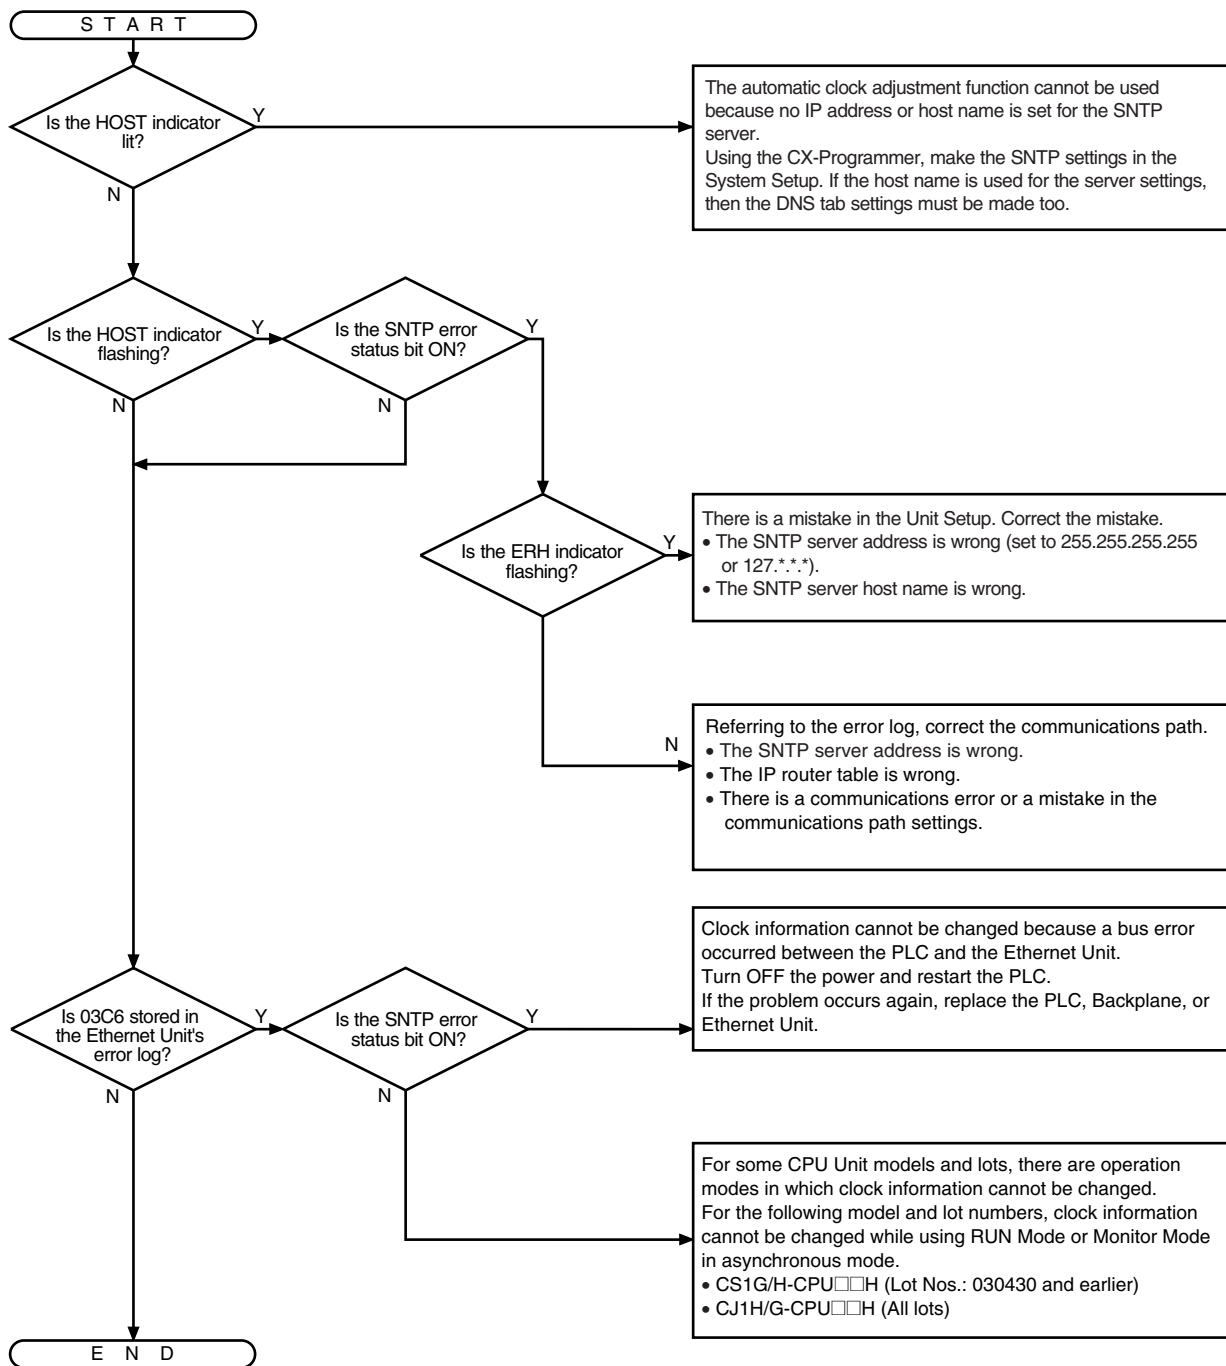 S T A R T
Is the HOST indicator
lit?
Y
N
The automatic clock adjustment function cannot be used
because no IP address or host name is set for the SNTP
server.
Using the CX-Programmer, make the SNTP settings in the
System Setup. If the host name is used for the server settings,
then the DNS tab settings must be made too.
Is the HOST indicator
flashing?
Y
N
Is the SNTP error
status bit ON?
Y
N
Is the ERH indicator
flashing?
Y
N
There is a mistake in the Unit Setup. Correct the mistake.
• The SNTP server address is wrong (set to 255.255.255.255
or 127.*.*.*).
• The SNTP server host name is wrong.
Referring to the error log, correct the communications path.
• The SNTP server address is wrong.
• The IP router table is wrong.
• There is a communications error or a mistake in the
communications path settings.
Is 03C6 stored in
the Ethernet Unit's
error log?
Y
N
Is the SNTP error
status bit ON?
Y
N
Clock information cannot be changed because a bus error
occurred between the PLC and the Ethernet Unit.
Turn OFF the power and restart the PLC.
If the problem occurs again, replace the PLC, Backplane, or
Ethernet Unit.
For some CPU Unit models and lots, there are operation
modes in which clock information cannot be changed.
For the following model and lot numbers, clock information
cannot be changed while using RUN Mode or Monitor Mode
in asynchronous mode.
• CS1G/H-CPU□□H (Lot Nos.: 030430 and earlier)
• CJ1H/G-CPU□□H (All lots)
E N D